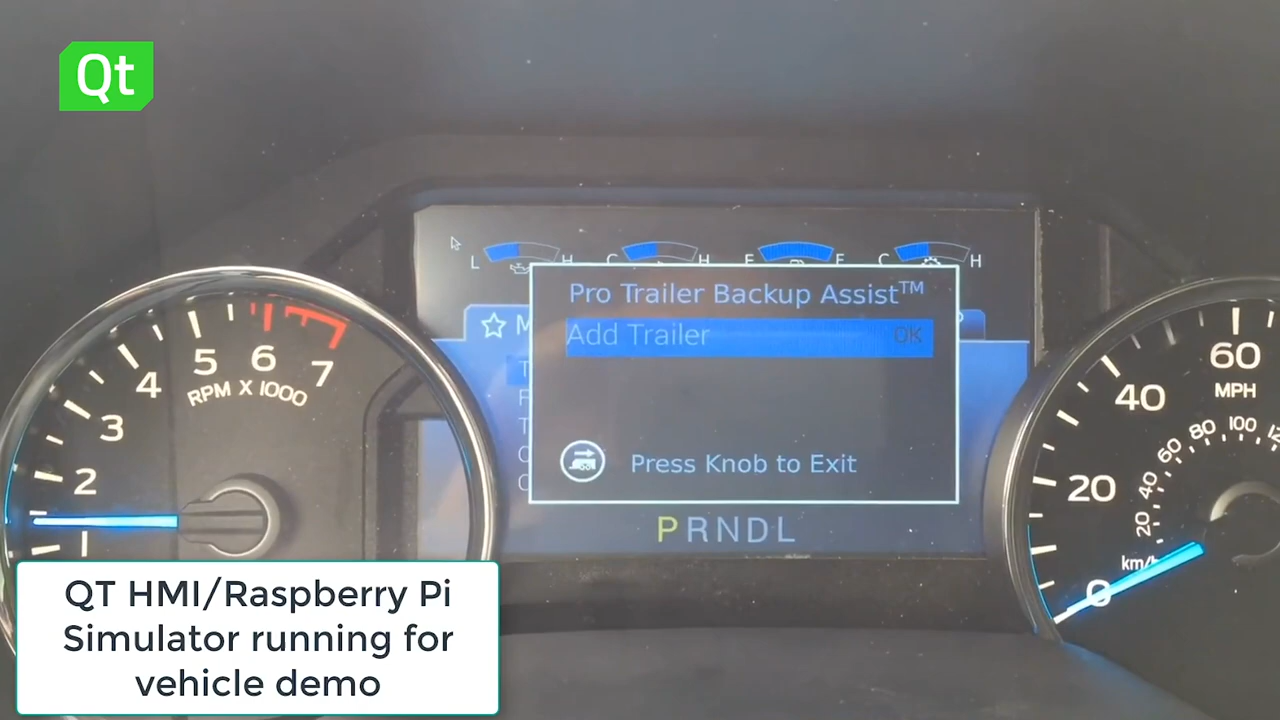 Qt
L H C H E F C H
Pro Trailer Backup Assist™
Add Trailer OK
Press Knob to Exit
PRNDL
1 2 3 4 5 6 7
RPM X 1000
0 20 40 60
MPH
20 40 60 80 100
km/h
QT HMI/Raspberry Pi
Simulator running for
vehicle demo